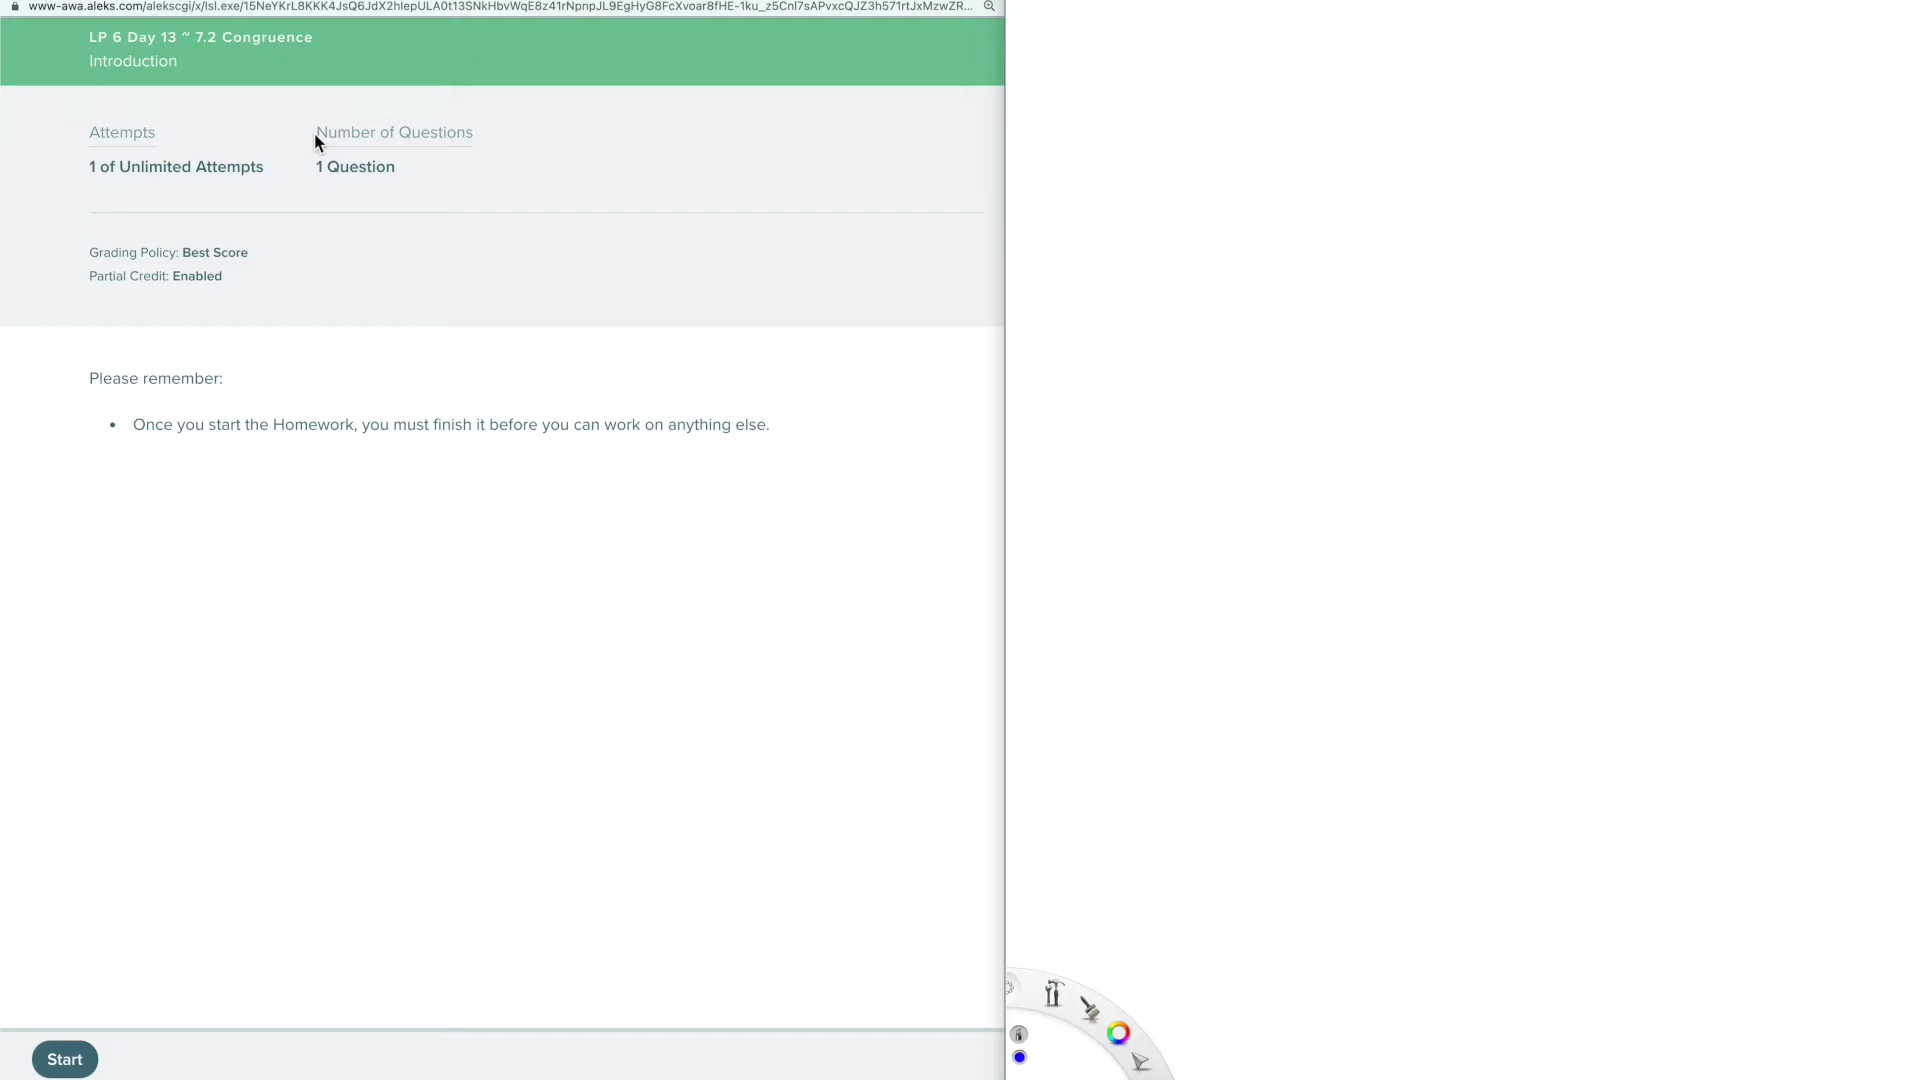 www-awa.aleks.com/alekscgi/x/Isl.exe/15NeYKrL8KKK4JsQ6JdX2hIepULA0t13SNkHbvWqE8z41rNpnpJL9EgHyG8FcXvoar8fHE-1ku_z5Cnl7sAPvxcQJZ3h571rtJxMzwZR...
LP 6 Day 13 ~ 7.2 Congruence
Introduction
Attempts
Number of Questions
1 of Unlimited Attempts
1 Question
Grading Policy: Best Score
Partial Credit: Enabled
Please remember:
• Once you start the Homework, you must finish it before you can work on anything else.
Start